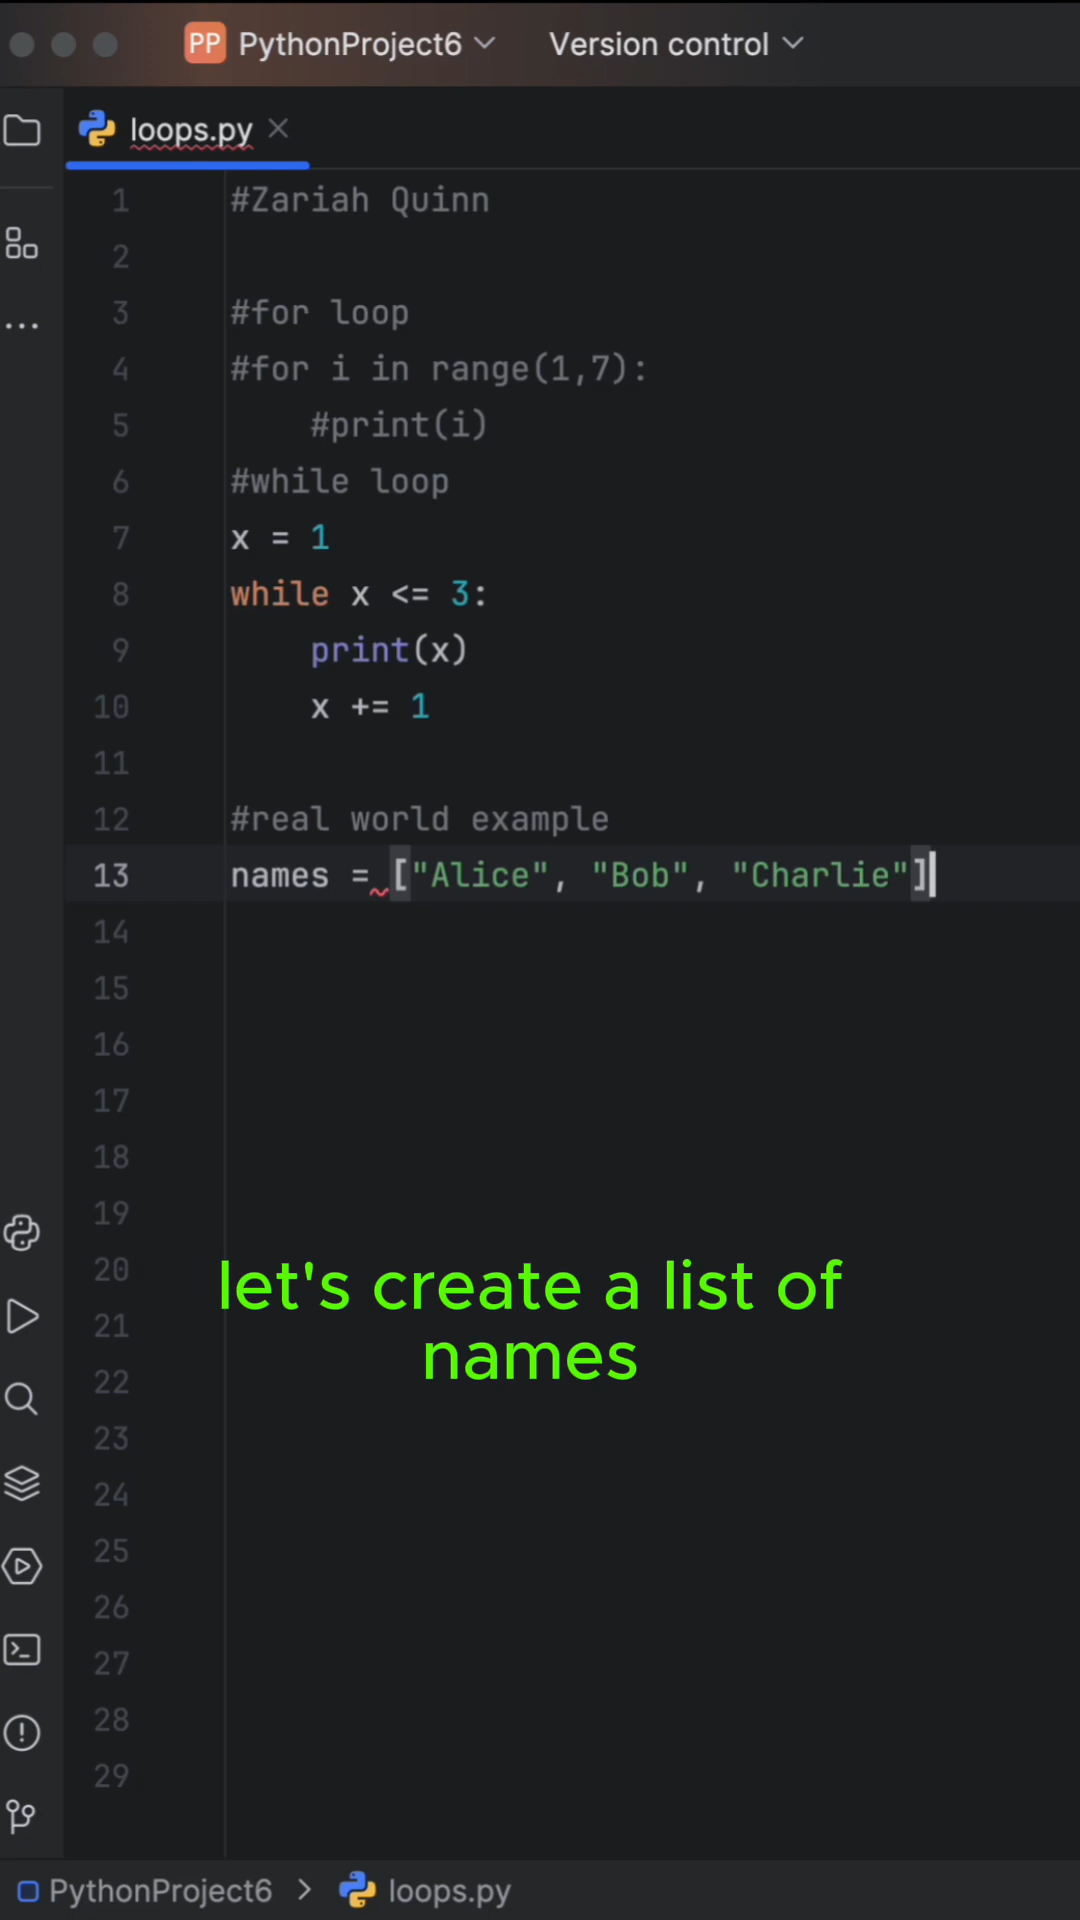 PP PythonProject6 Version control
loops.py
1 #Zariah Quinn
2
3 #for loop
4 #for i in range(1,7):
5     #print(i)
6 #while loop
7 x = 1
8 while x <= 3:
9     print(x)
10     x += 1
11
12 #real world example
13 names = ["Alice", "Bob", "Charlie"]
14
15
16
17
18
19
20
21
22
23
24
25
26
27
28
29
let's create a list of
names
PythonProject6 > loops.py